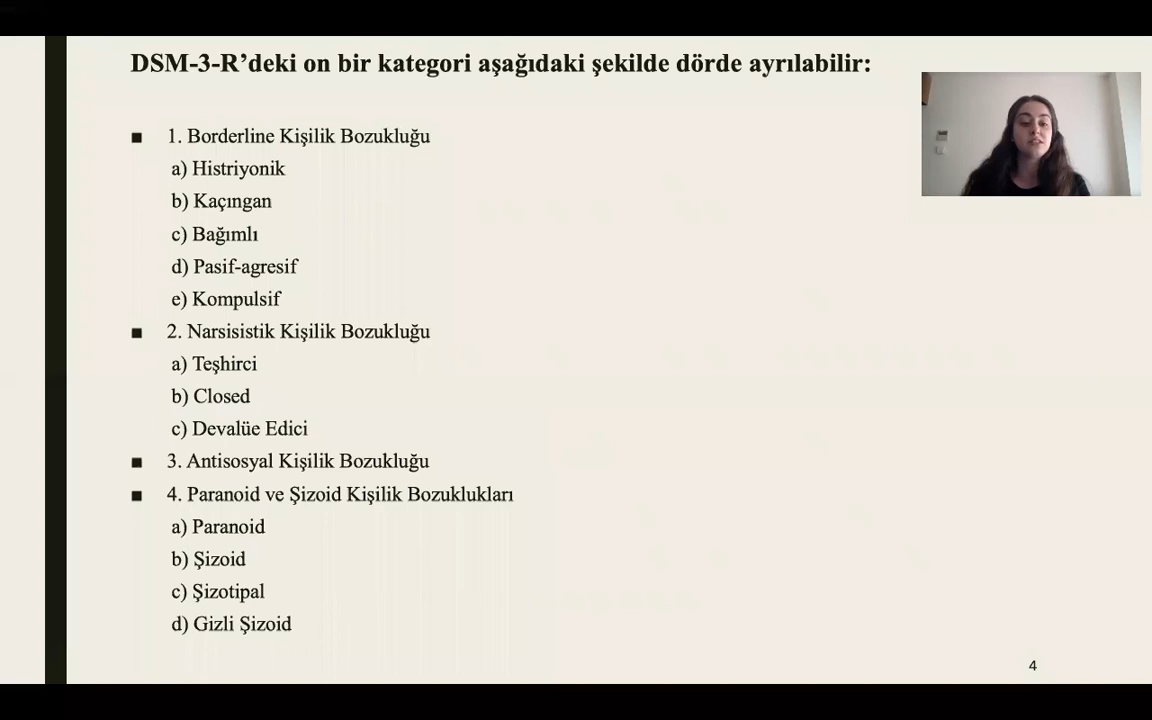 DSM-3-R’deki on bir kategori aşağıdaki şekilde dörde ayrılabilir:
■ 1. Borderline Kişilik Bozukluğu
a) Histriyonik
b) Kaçıngan
c) Bağımlı
d) Pasif-agresif
e) Kompulsif
■ 2. Narsisistik Kişilik Bozukluğu
a) Teşhirci
b) Closed
c) Devalüe Edici
■ 3. Antisosyal Kişilik Bozukluğu
■ 4. Paranoid ve Şizoid Kişilik Bozuklukları
a) Paranoid
b) Şizoid
c) Şizotipal
d) Gizli Şizoid
4